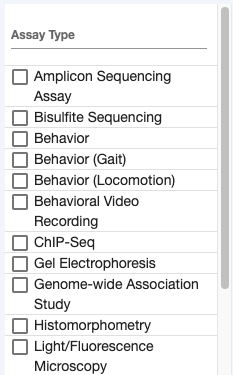 Assay Type
Amplicon Sequencing
Assay
Bisulfite Sequencing
Behavior
Behavior (Gait)
Behavior (Locomotion)
Behavioral Video
Recording
ChIP-Seq
Gel Electrophoresis
Genome-wide Association
Study
Histomorphometry
Light/Fluorescence
Microscopy